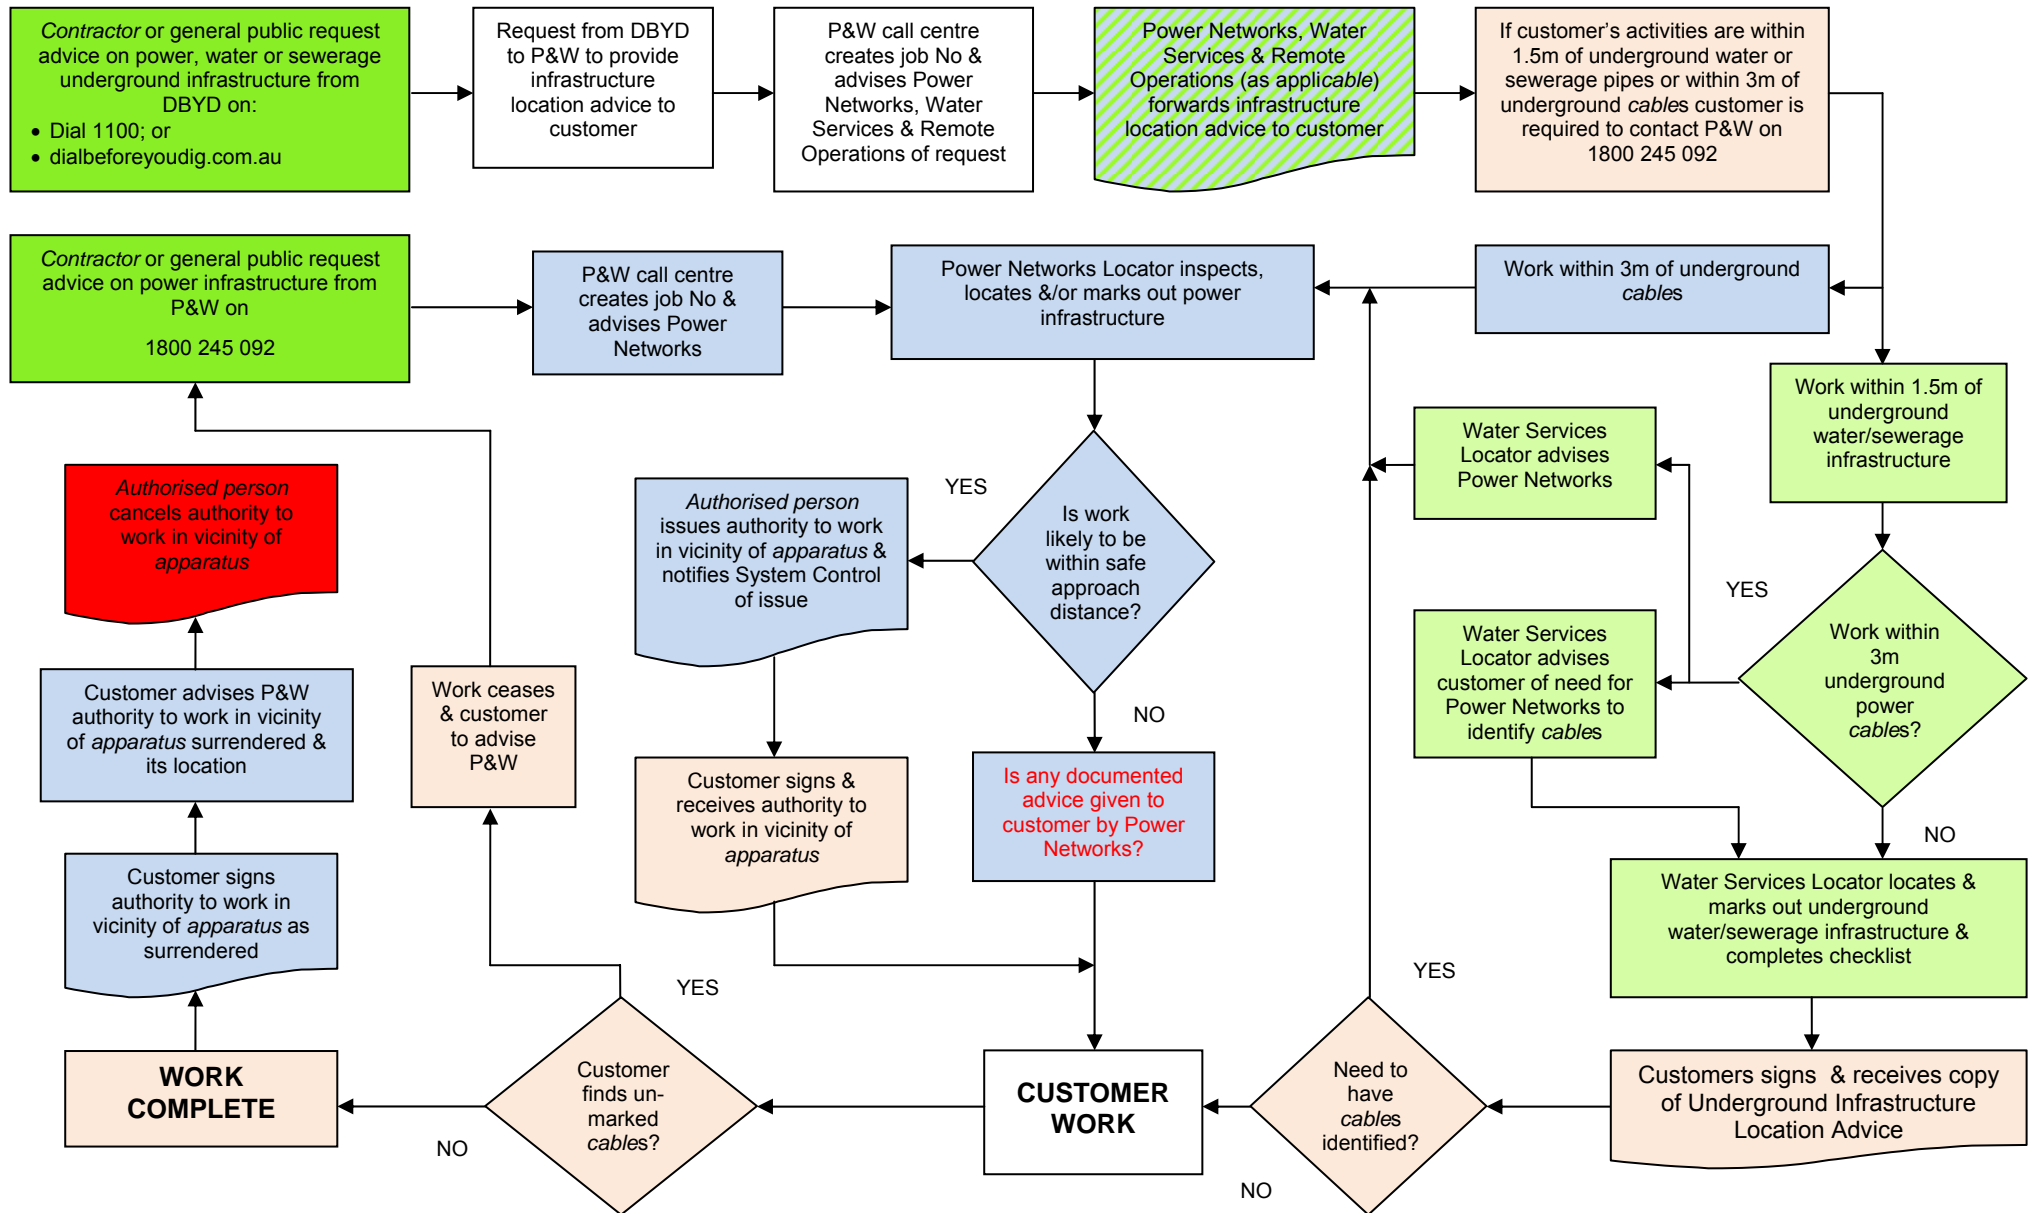 Contractor or general public request
advice on power, water or sewerage
underground infrastructure from
DBYD on:
• Dial 1100; or
• dialbeforeyoudig.com.au
Request from DBYD
to P&W to provide
infrastructure
location advice to
customer
P&W call centre
creates job No &
advises Power
Networks, Water
Services & Remote
Operations of request
Power Networks, Water
Services & Remote
Operations (as applicable)
forwards infrastructure
location advice to customer
If customer's activities are within
1.5m of underground water or
sewerage pipes or within 3m of
underground cables customer is
required to contact P&W on
1800 245 092
Contractor or general public request
advice on power infrastructure from
P&W on
1800 245 092
P&W call centre
creates job No &
advises Power
Networks
Power Networks Locator inspects,
locates &/or marks out power
infrastructure
Work within 3m of underground
cables
Work within 1.5m of
underground
water/sewerage
infrastructure
Water Services
Locator advises
Power Networks
Authorised person
cancels authority to
work in vicinity of
apparatus
Authorised person
issues authority to work
in vicinity of apparatus &
notifies System Control
of issue
YES
Is work
likely to be
within safe
approach
distance?
YES
Water Services
Locator advises
customer of need for
Power Networks to
identify cables
Work within
3m
underground
power
cables?
Customer advises P&W
authority to work in vicinity
of apparatus surrendered &
its location
Work ceases
& customer
to advise
P&W
NO
Customer signs &
receives authority to
work in vicinity of
apparatus
Is any documented
advice given to
customer by Power
Networks?
NO
Customer signs
authority to work in
vicinity of apparatus as
surrendered
Water Services Locator locates &
marks out underground
water/sewerage infrastructure &
completes checklist
YES
YES
WORK
COMPLETE
NO
Customer
finds un-
marked
cables?
CUSTOMER
WORK
NO
Need to
have
cables
identified?
Customers signs & receives copy
of Underground Infrastructure
Location Advice